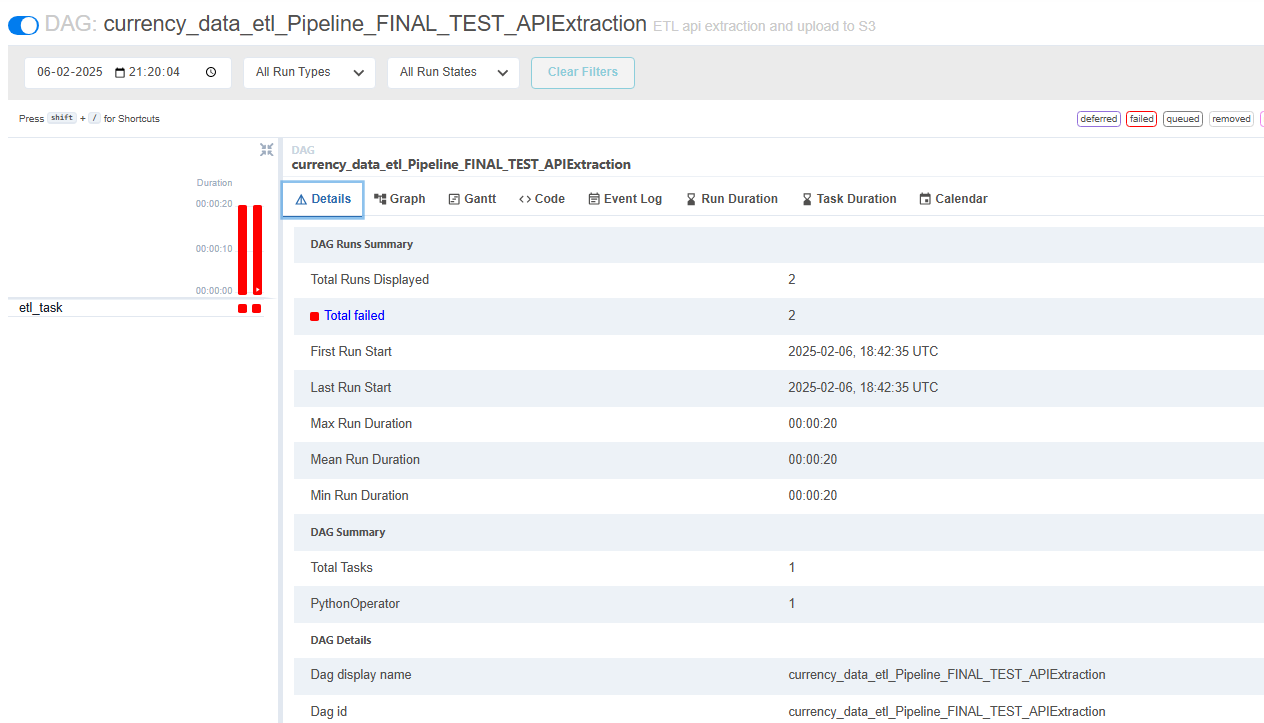 DAG: currency_data_etl_Pipeline_FINAL_TEST_APIExtraction ETL api extraction and upload to S3
06-02-2025 21:20:04 All Run Types All Run States Clear Filters
Press shift + / for Shortcuts
deferred failed queued removed
DAG
currency_data_etl_Pipeline_FINAL_TEST_APIExtraction
Duration
00:00:20
00:00:10
00:00:00
etl_task
Details Graph Gantt Code Event Log Run Duration Task Duration Calendar
DAG Runs Summary
Total Runs Displayed 2
Total failed 2
First Run Start 2025-02-06, 18:42:35 UTC
Last Run Start 2025-02-06, 18:42:35 UTC
Max Run Duration 00:00:20
Mean Run Duration 00:00:20
Min Run Duration 00:00:20
DAG Summary
Total Tasks 1
PythonOperator 1
DAG Details
Dag display name currency_data_etl_Pipeline_FINAL_TEST_APIExtraction
Dag id currency_data_etl_Pipeline_FINAL_TEST_APIExtraction